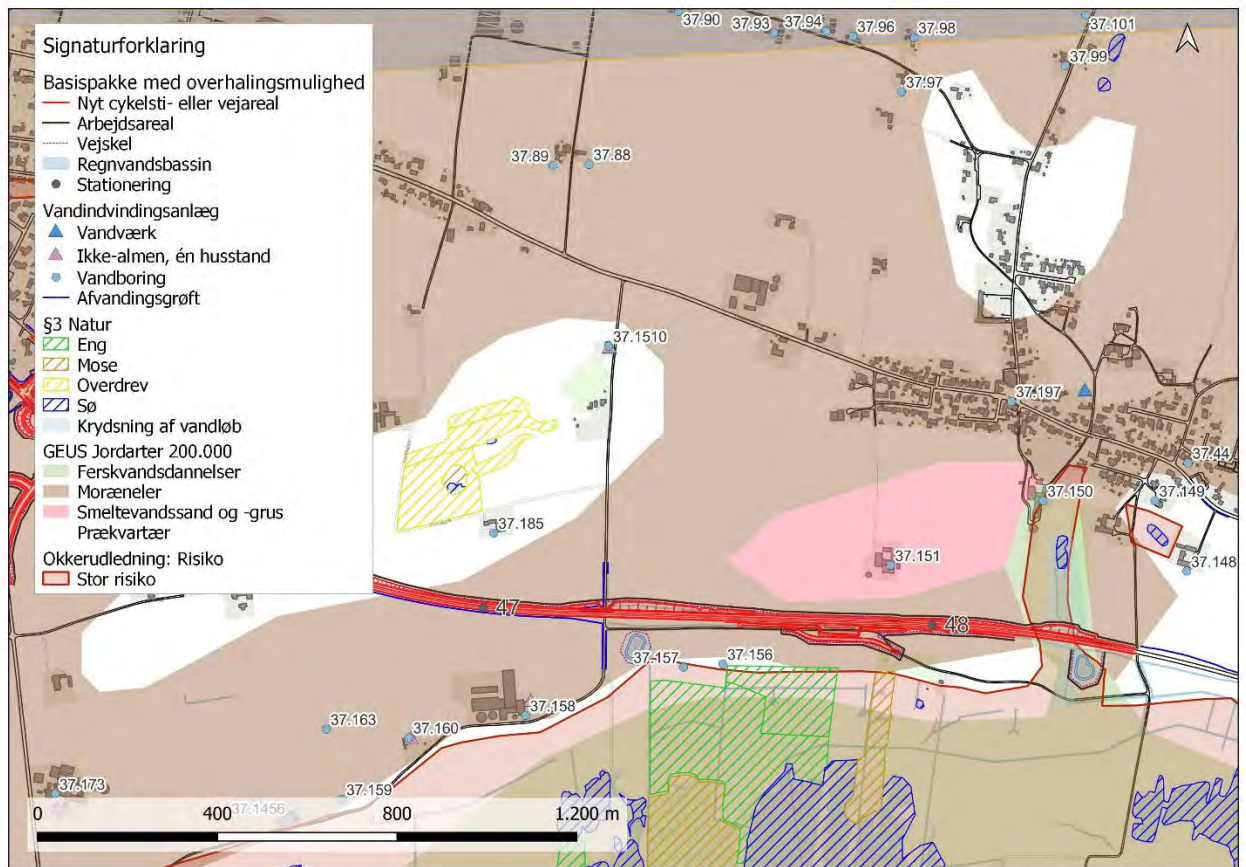 Signaturforklaring
Basispakke med overhalingsmulighed
Nyt cykelsti- eller vejareal
Arbejdsareal
Vejskel
Regnvandsbassin
Stationering
Vandindvindingsanlæg
Vandværk
Ikke-almen, én husstand
Vandboring
Afvandingsgrøft
§3 Natur
Eng
Mose
Overdrev
Sø
Krydsning af vandløb
GEUS Jordarter 200.000
Ferskvandsdannelser
Moræneler
Smeltevandssand og -grus
Prækvartær
Okkerudledning: Risiko
Stor risiko
37.90
37.93
37.94
37.96
37.98
37.101
37.99
37.97
37.89
37.88
37.1510
37.197
37.44
37.150
37.149
37.185
37.151
37.148
47
48
37.157
37.156
37.158
37.163
37.160
37.173
37.159
37.1456
0
400
800
1.200 m